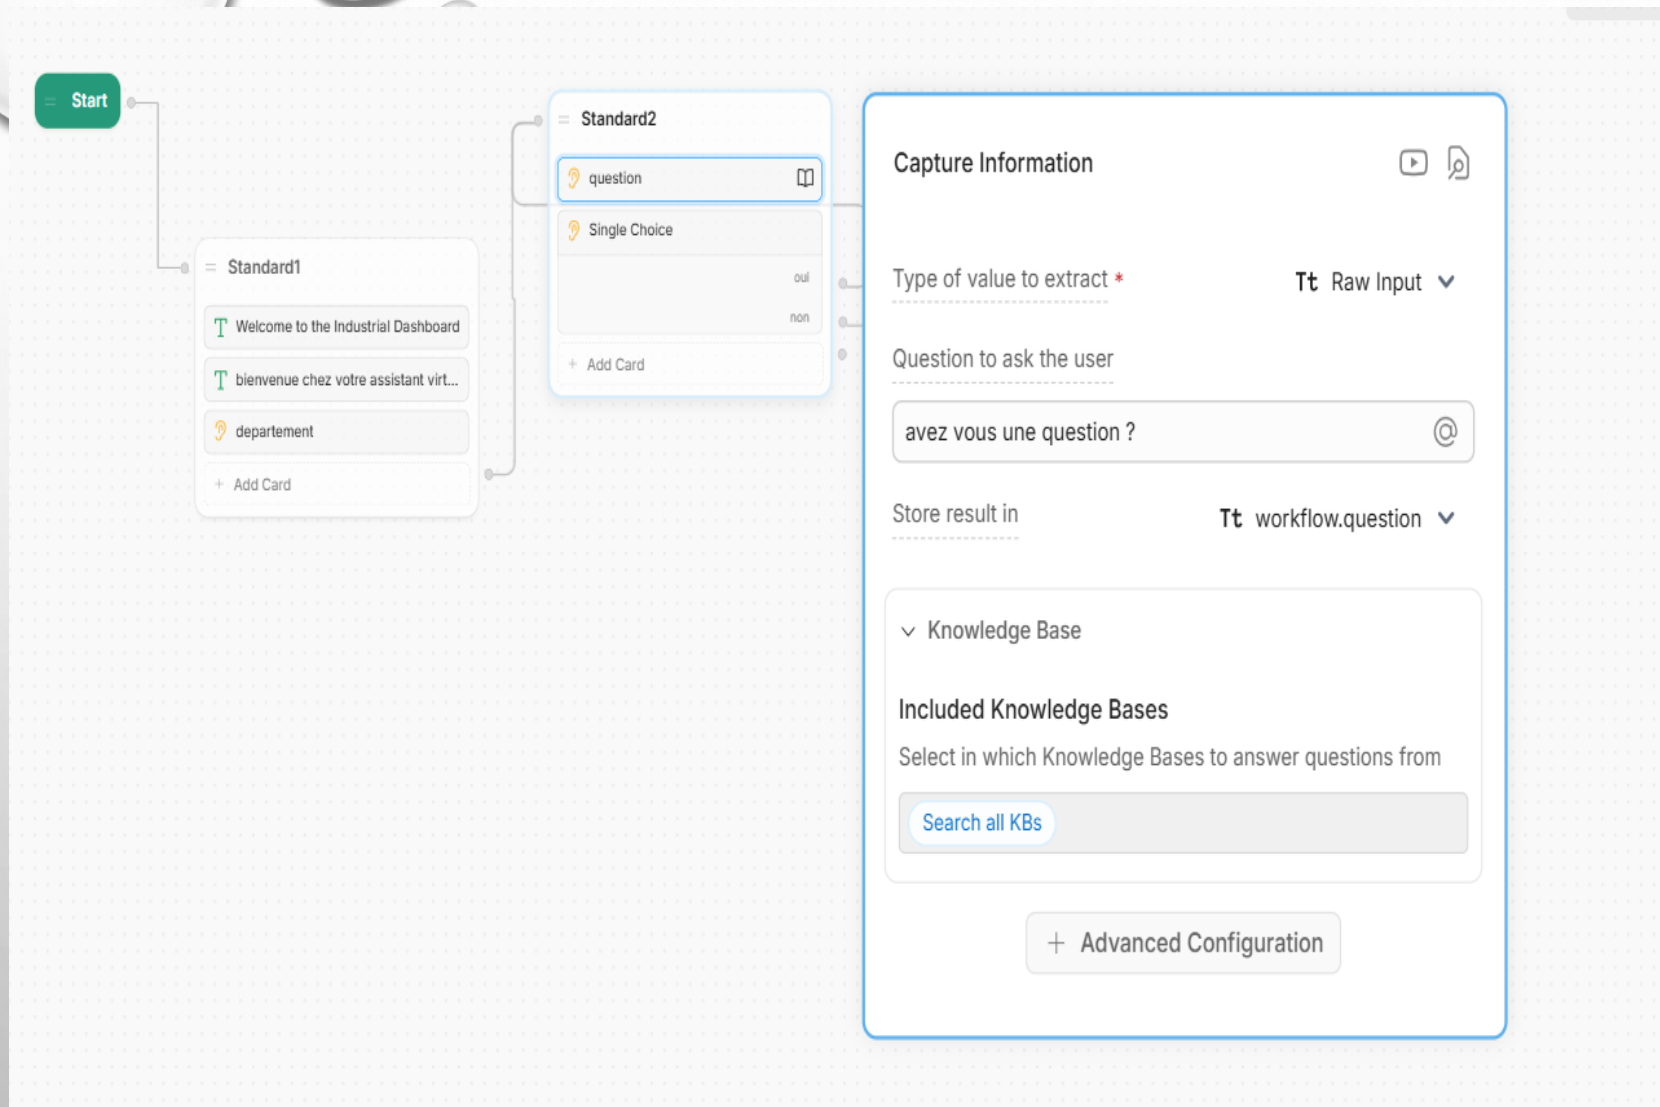 Start
Standard1
Welcome to the Industrial Dashboard
bienvenue chez votre assistant virt...
departement
+ Add Card
Standard2
question
Single Choice
oui
non
+ Add Card
Capture Information
Type of value to extract *
Tt Raw Input
Question to ask the user
avez vous une question ?
Store result in
Tt workflow.question
Knowledge Base
Included Knowledge Bases
Select in which Knowledge Bases to answer questions from
Search all KBs
+ Advanced Configuration